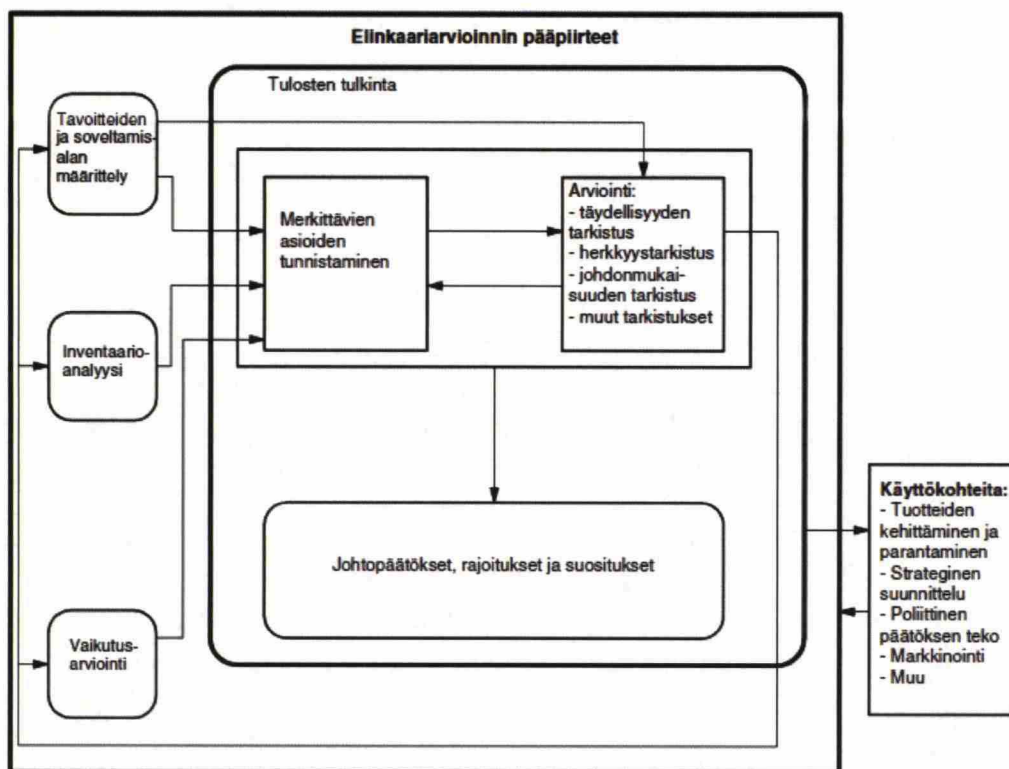 Elinkaariarvioinnin pääpiirteet
Tulosten tulkinta
Tavoitteiden
ja soveltamis-
alan
määrittely
Merkittävien
asioiden
tunnistaminen
Arviointi:
- täydellisyyden
tarkistus
- herkkyystarkistus
- johdonmukai-
suuden tarkistus
- muut tarkistukset
Inventaario-
analyysi
Vaikutus-
arviointi
Johtopäätökset, rajoitukset ja suositukset
Käyttökohteita:
- Tuotteiden
kehittäminen ja
parantaminen
- Strateginen
suunnittelu
- Poliittinen
päätöksen teko
- Markkinointi
- Muu